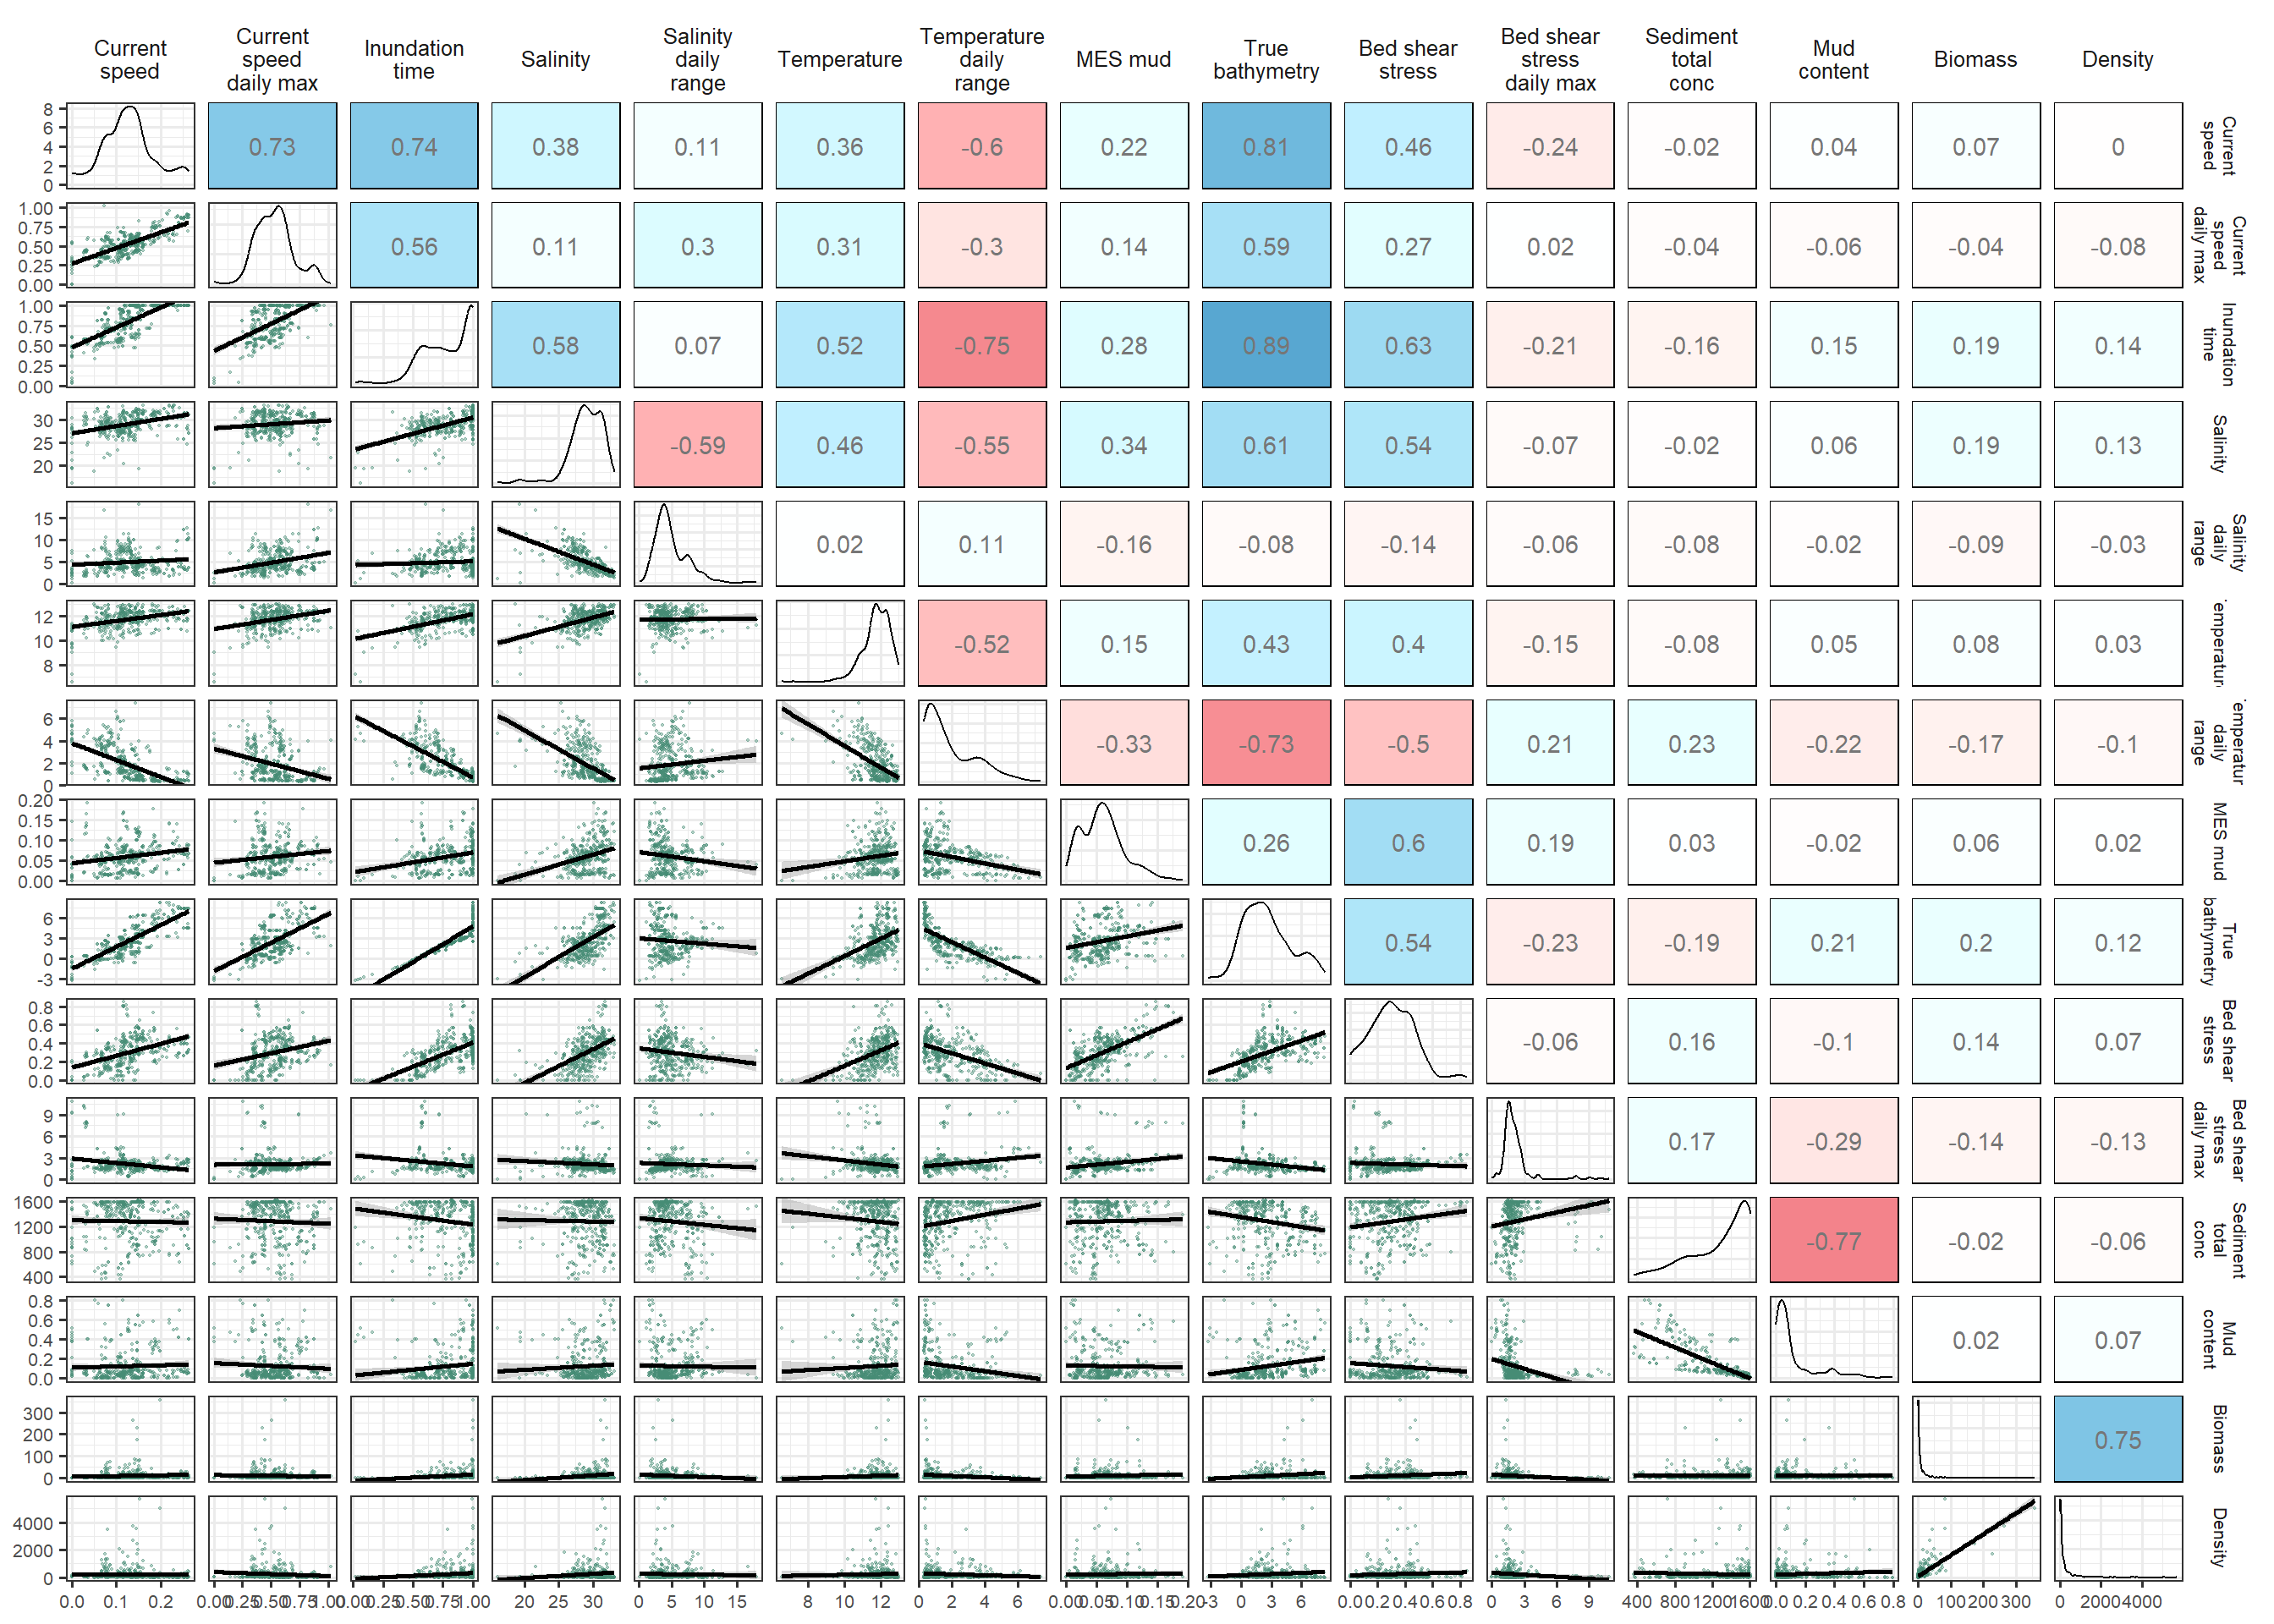 Current
speed
Current
speed
daily max
Inundation
time
Salinity
Salinity
daily
range
Temperature
Temperature
daily
range
MES mud
True
bathymetry
Bed shear
stress
Bed shear
stress
daily max
Sediment
total
conc
Mud
content
Biomass
Density
8
6
4
2
0
0.73
0.74
0.38
0.11
0.36
-0.6
0.22
0.81
0.46
-0.24
-0.02
0.04
0.07
0
Current
speed
1.00
0.75
0.50
0.25
0.00
0.56
0.11
0.3
0.31
-0.3
0.14
0.59
0.27
0.02
-0.04
-0.06
-0.04
-0.08
Current
speed
daily max
1.00
0.75
0.50
0.25
0.00
0.58
0.07
0.52
-0.75
0.28
0.89
0.63
-0.21
-0.16
0.15
0.19
0.14
Inundation
time
30
25
20
-0.59
0.46
-0.55
0.34
0.61
0.54
-0.07
-0.02
0.06
0.19
0.13
Salinity
15
10
5
0
0.02
0.11
-0.16
-0.08
-0.14
-0.06
-0.08
-0.02
-0.09
-0.03
Salinity
daily
range
12
10
8
-0.52
0.15
0.43
0.4
-0.15
-0.08
0.05
0.08
0.03
emperatur
6
4
2
0
-0.33
-0.73
-0.5
0.21
0.23
-0.22
-0.17
-0.1
emperatur
daily
range
0.20
0.15
0.10
0.05
0.00
0.26
0.6
0.19
0.03
-0.02
0.06
0.02
MES mud
6
3
0
-3
0.54
-0.23
-0.19
0.21
0.2
0.12
True
bathymetry
0.8
0.6
0.4
0.2
0.0
-0.06
0.16
-0.1
0.14
0.07
Bed shear
stress
9
6
3
0
0.17
-0.29
-0.14
-0.13
Bed shear
stress
daily max
1600
1200
800
400
-0.77
-0.02
-0.06
Sediment
total
conc
0.8
0.6
0.4
0.2
0.0
0.02
0.07
Mud
content
300
200
100
0
0.75
Biomass
4000
2000
0
Density
0.0 0.1 0.2
0.00 0.25 0.50 0.75 1.00
0.00 0.25 0.50 0.75 1.00
20 25 30
0 5 10 15
8 10 12
0 2 4 6
0.00 0.05 0.10 0.15 0.20
-3 0 3 6
0.0 0.2 0.4 0.6 0.8
0 3 6 9
400 800 1200 1600
0.0 0.2 0.4 0.6 0.8
0 100 200 300
0 2000 4000